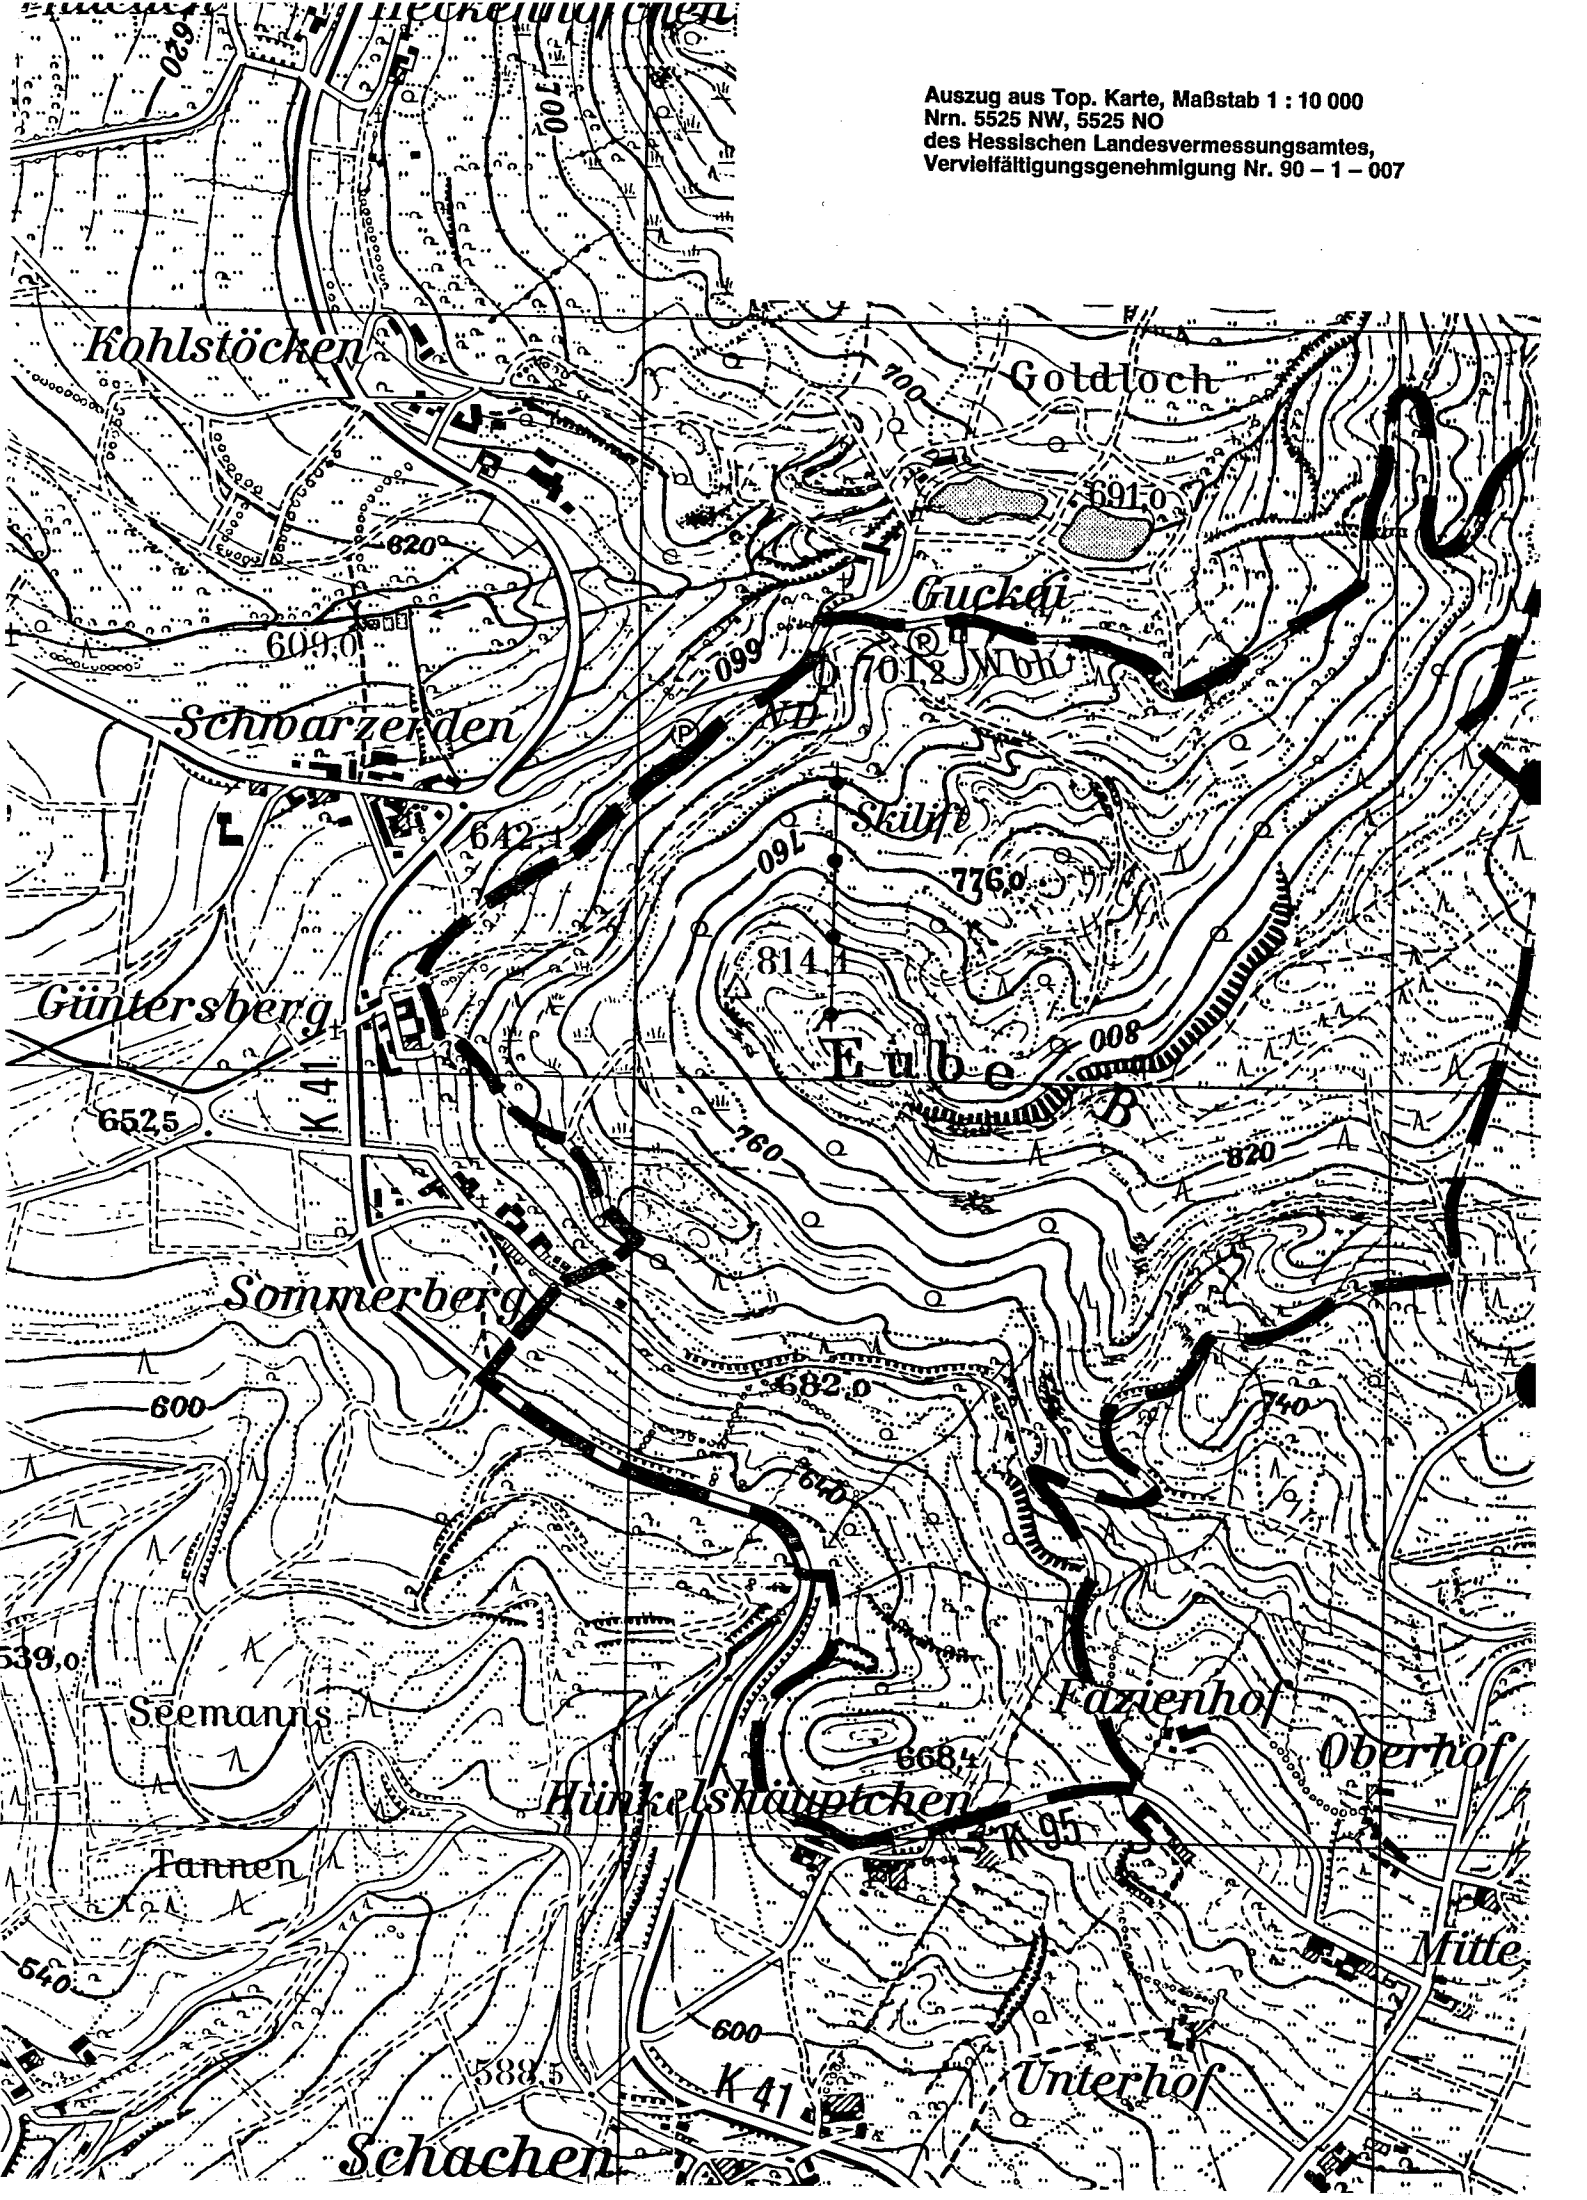 620
700
Auszug aus Top. Karte, Maßstab 1 : 10 000
Nrn. 5525 NW, 5525 NO
des Hessischen Landesvermessungsamtes,
Vervielfältigungsgenehmigung Nr. 90 – 1 – 007
Kohlstöcken
700
Goldloch
691,0
620
Guckai
609,0
660
P
701,2
Wbh
ND
Schwarzerden
P
642,1
Skilift
760
776,0
814,1
Güntersberg
800
Eube
K 41
B
652,5
760
820
Sommerberg
682,0
600
740
640
539,0
Seemanns
Fazienhof
Oberhof
668,4
Hünkelshäuptchen
K 95
Tannen
Mitte
540
600
588,5
K 41
Unterhof
Schachen